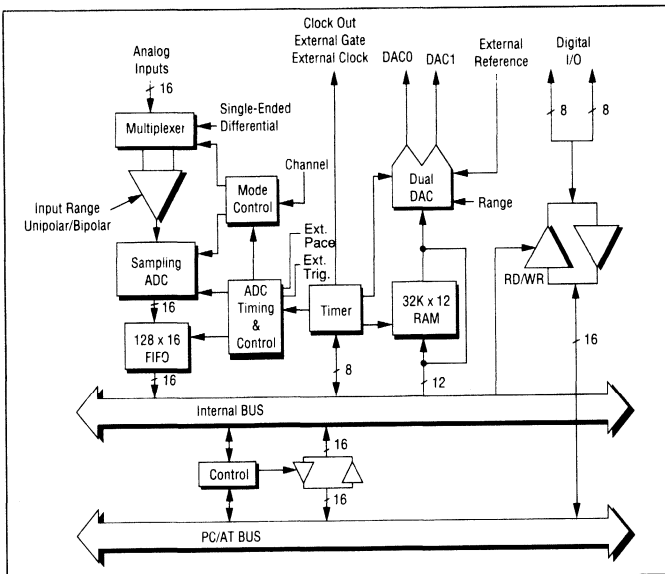 Clock Out
External Gate
External Clock
Analog
Inputs
16
DAC0
DAC1
External
Reference
Digital
I/O
8
8
Multiplexer
Single-Ended
Differential
Channel
Mode
Control
Dual
DAC
Range
Input Range
Unipolar/Bipolar
Ext.
Pace
Ext.
Trig.
Sampling
ADC
16
ADC
Timing
&
Control
Timer
32K x 12
RAM
RD/WR
128 x 16
FIFO
16
8
12
16
Internal BUS
Control
16
16
PC/AT BUS